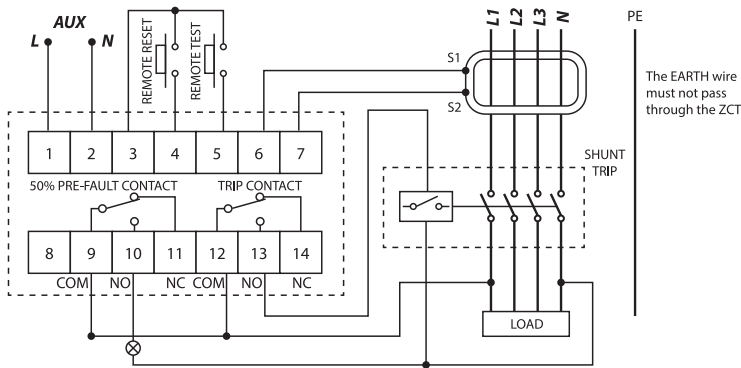 AUX
L N
REMOTE RESET
REMOTE TEST
L1 L2 L3 N
PE
S1
S2
The EARTH wire
must not pass
through the ZCT
SHUNT
TRIP
1 2 3 4 5 6 7
50% PRE-FAULT CONTACT TRIP CONTACT
8 9 10 11 12 13 14
COM NO NC COM NO NC
LOAD